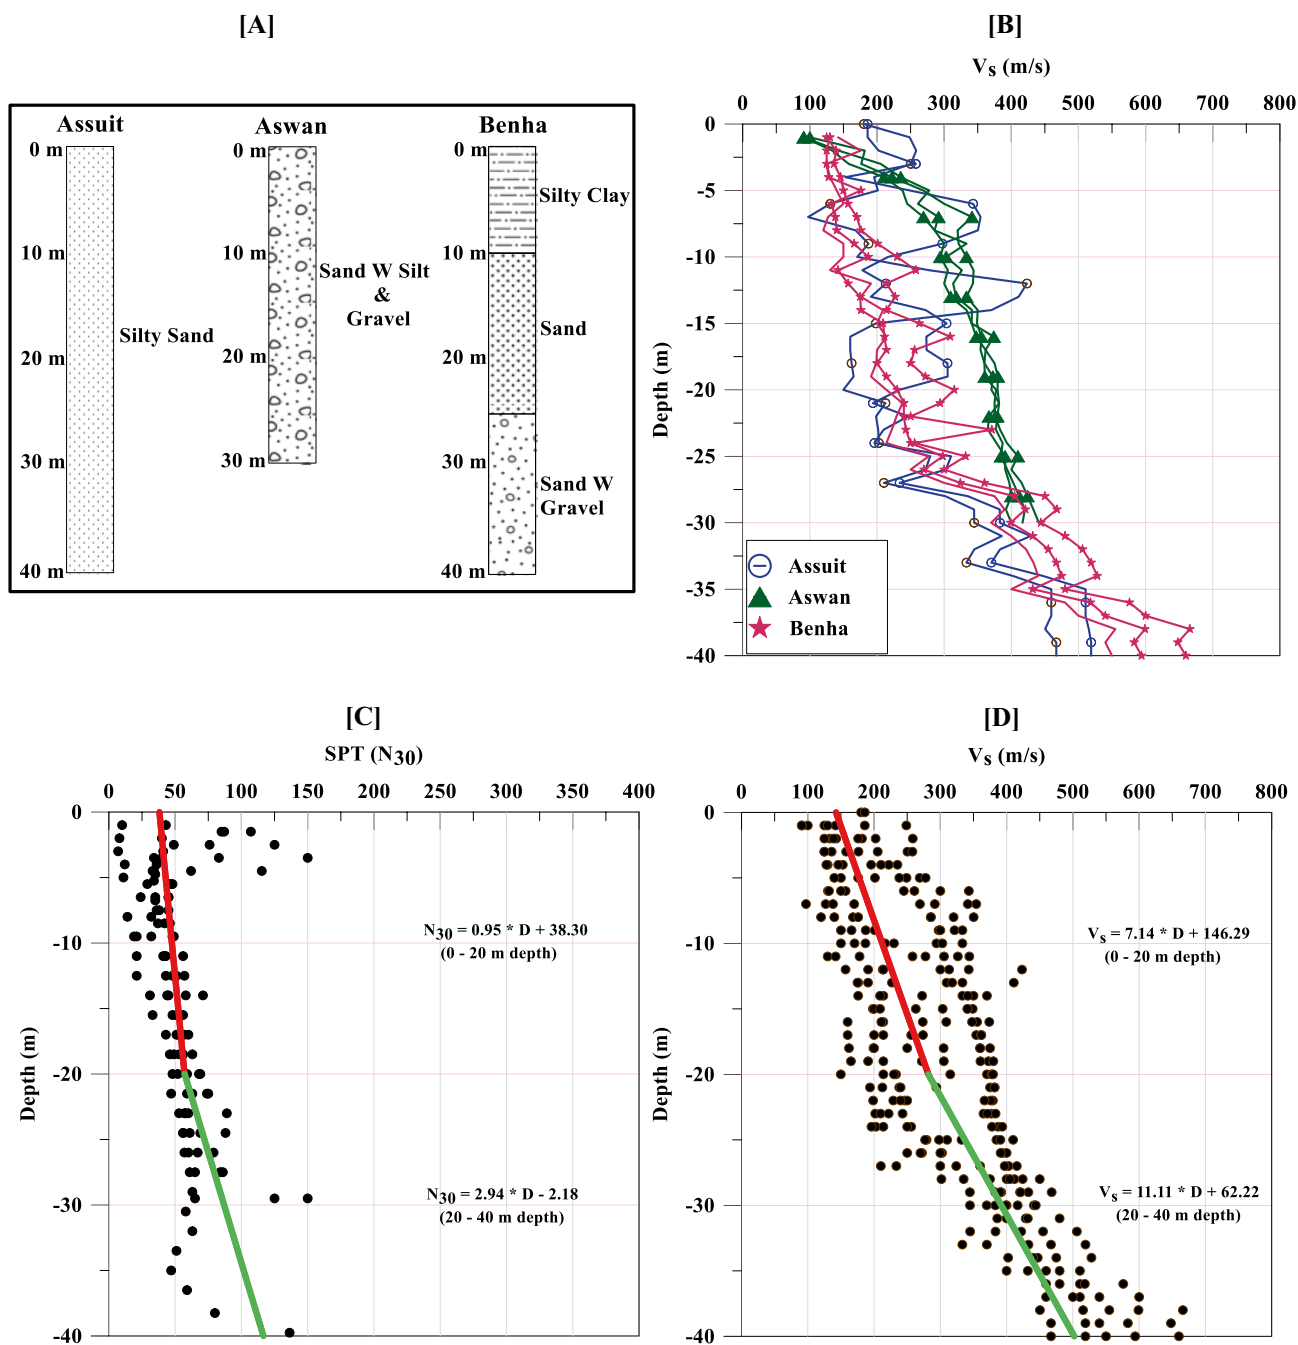 [A]
Assuit
Aswan
Benha
0 m
0 m
0 m
Silty Clay
10 m
10 m
10 m
Sand W Silt
&
Gravel
Silty Sand
Sand
20 m
20 m
20 m
30 m
30 m
30 m
Sand W
Gravel
40 m
40 m
[B]
Vs (m/s)
0 100 200 300 400 500 600 700 800
0
-5
-10
-15
-20
-25
-30
-35
-40
Depth (m)
Assuit
Aswan
Benha
[C]
SPT (N30)
0 50 100 150 200 250 300 350 400
0
-10
-20
-30
-40
Depth (m)
N30 = 0.95 * D + 38.30
(0 - 20 m depth)
N30 = 2.94 * D - 2.18
(20 - 40 m depth)
[D]
Vs (m/s)
0 100 200 300 400 500 600 700 800
0
-10
-20
-30
-40
Depth (m)
Vs = 7.14 * D + 146.29
(0 - 20 m depth)
Vs = 11.11 * D + 62.22
(20 - 40 m depth)